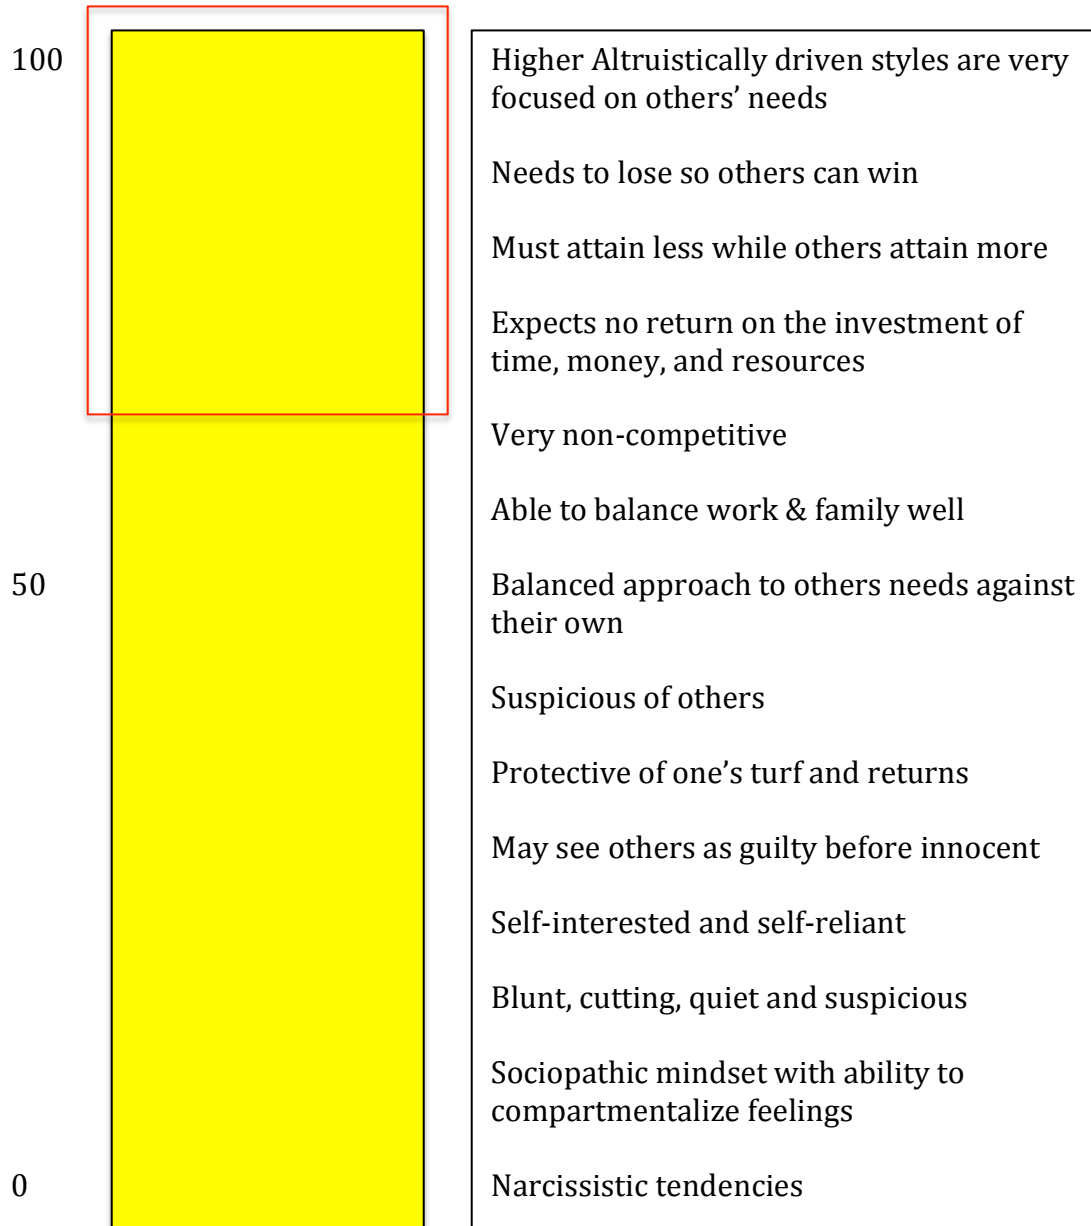 100
Higher Altruistically driven styles are very
focused on others’ needs
Needs to lose so others can win
Must attain less while others attain more
Expects no return on the investment of
time, money, and resources
Very non-competitive
Able to balance work & family well
50
Balanced approach to others needs against
their own
Suspicious of others
Protective of one’s turf and returns
May see others as guilty before innocent
Self-interested and self-reliant
Blunt, cutting, quiet and suspicious
Sociopathic mindset with ability to
compartmentalize feelings
0
Narcissistic tendencies